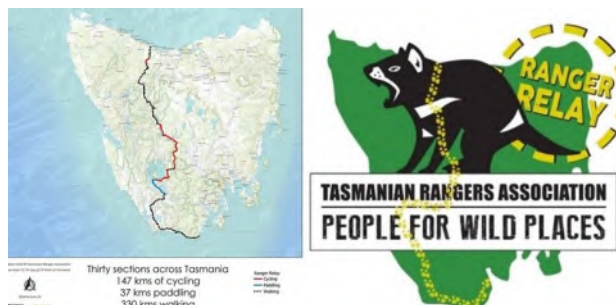 Thirty sections across Tasmania
147 kms of cycling
37 kms paddling
330 kms walking
Ranger Relay
Cycling
Paddling
Walking
RANGER
RELAY
TASMANIAN RANGERS ASSOCIATION
PEOPLE FOR WILD PLACES